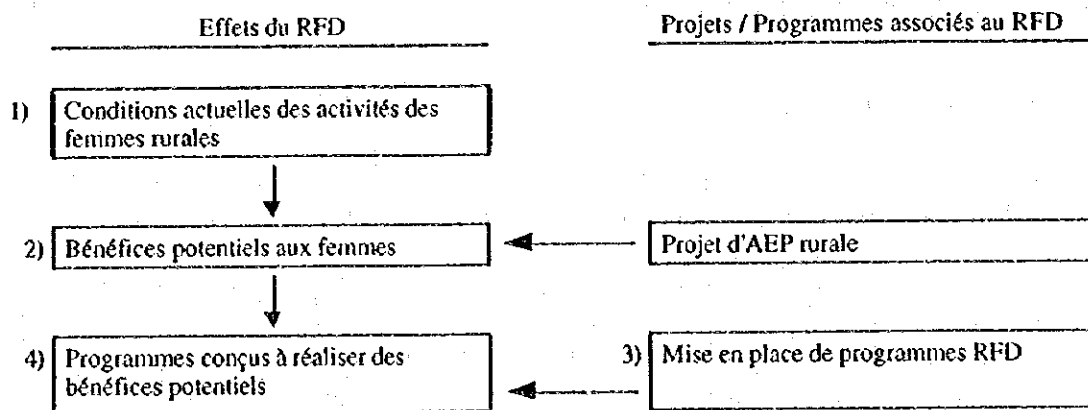 Effets du RFD
Projets / Programmes associés au RFD
1) Conditions actuelles des activités des
femmes rurales
2) Bénéfices potentiels aux femmes
Projet d'AEP rurale
4) Programmes conçus à réaliser des
bénéfices potentiels
3) Mise en place de programmes RFD